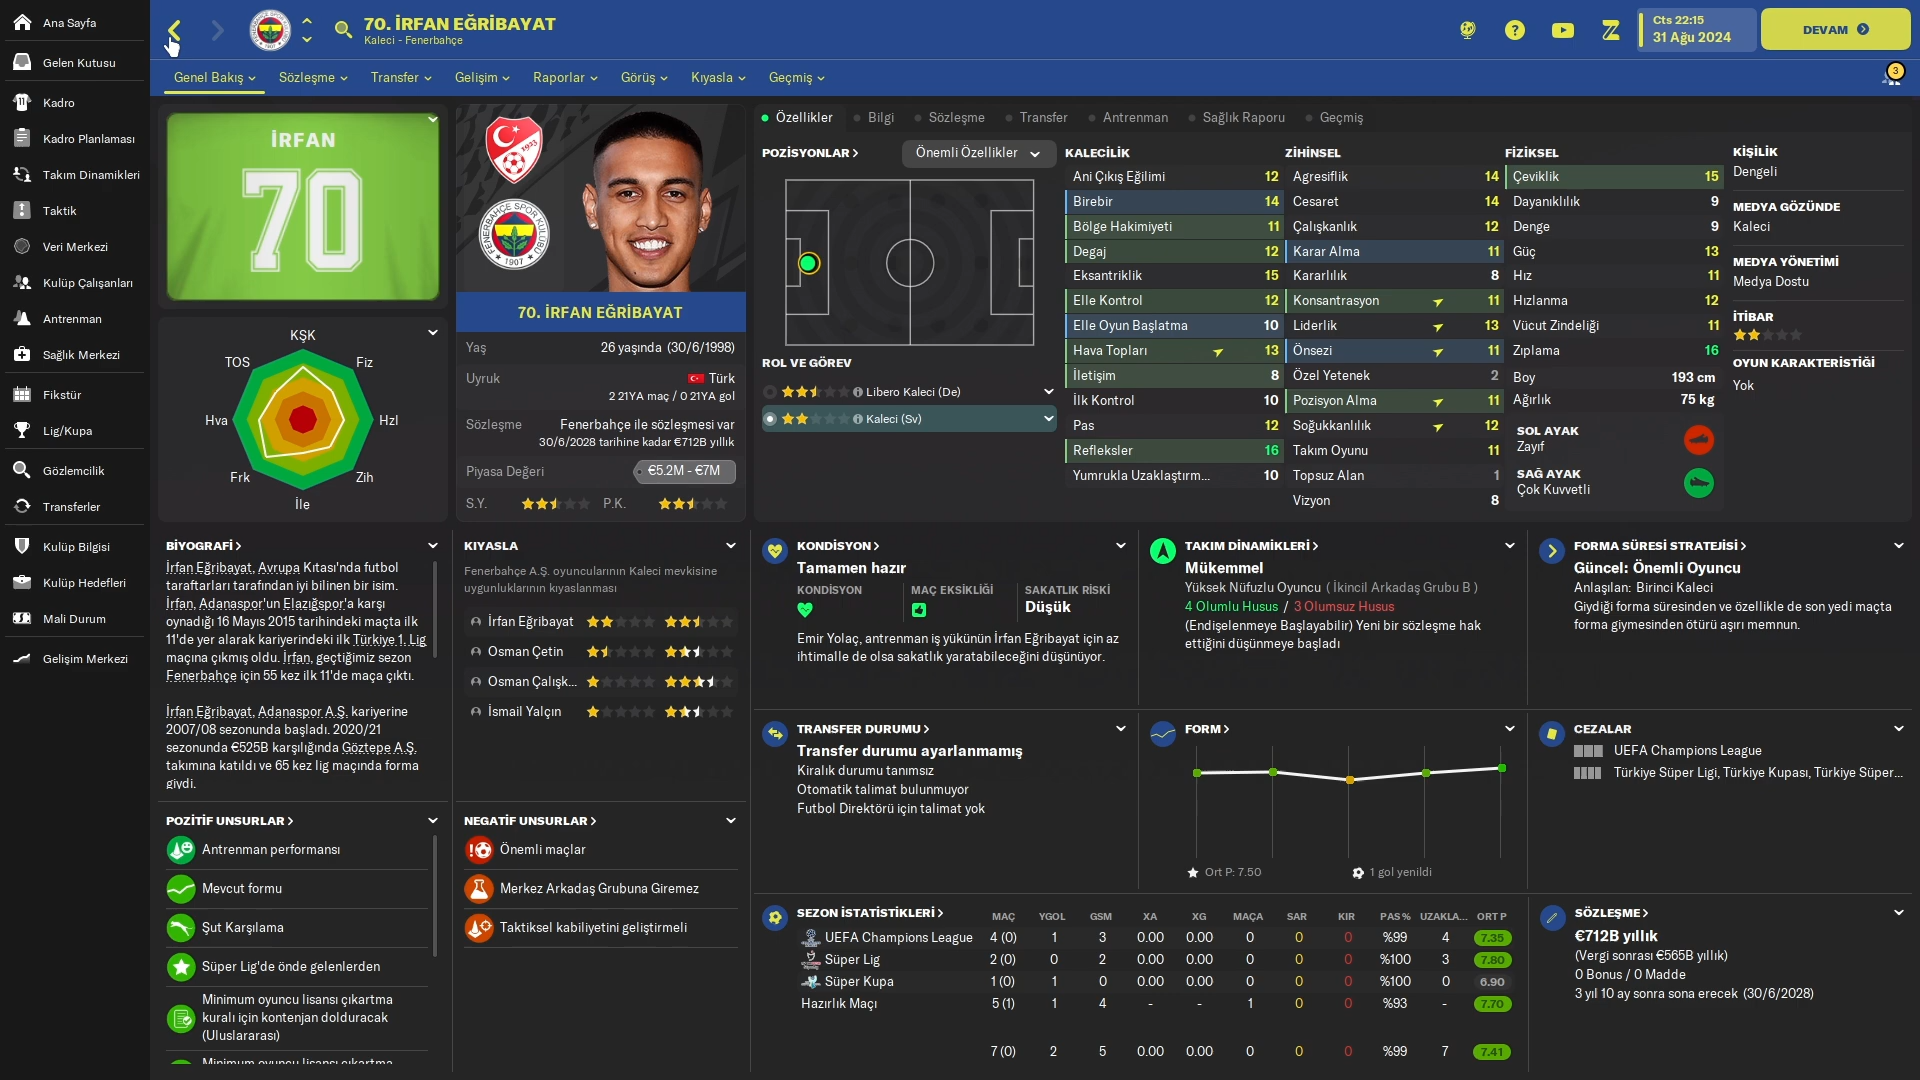 Ana Sayfa
Gelen Kutusu
Kadro
Kadro Planlaması
Takım Dinamikleri
Taktik
Veri Merkezi
Kulüp Çalışanları
Antrenman
Sağlık Merkezi
Fikstür
Lig/Kupa
Gözlemcilik
Transferler
Kulüp Bilgisi
Kulüp Hedefleri
Mali Durum
Gelişim Merkezi
70. İRFAN EĞRİBAYAT
Kaleci - Fenerbahçe
Cts 22:15
31 Ağu 2024
DEVAM
Genel Bakış
Sözleşme
Transfer
Gelişim
Raporlar
Görüş
Kıyasla
Geçmiş
3
İRFAN
70
KŞK
Fiz
Hzl
Zih
İle
Frk
Hva
TOS
1923
FENERBAHÇE SPOR KULÜBÜ
1907
70. İRFAN EĞRİBAYAT
Yaş 26 yaşında (30/6/1998)
Uyruk Türk
2 21YA maç / 0 21YA gol
Sözleşme Fenerbahçe ile sözleşmesi var
30/6/2028 tarihine kadar €712B yıllık
Piyasa Değeri €5.2M - €7M
S.Y. P.K.
Özellikler
Bilgi
Sözleşme
Transfer
Antrenman
Sağlık Raporu
Geçmiş
POZİSYONLAR
Önemli Özellikler
ROL VE GÖREV
Libero Kaleci (De)
Kaleci (Sv)
KALECİLİK
Ani Çıkış Eğilimi 12
Birebir 14
Bölge Hakimiyeti 11
Degaj 12
Eksantriklik 15
Elle Kontrol 12
Elle Oyun Başlatma 10
Hava Topları 13
İletişim 8
İlk Kontrol 10
Pas 12
Refleksler 16
Yumrukla Uzaklaştırm... 10
ZİHİNSEL
Agresiflik 14
Cesaret 14
Çalışkanlık 12
Karar Alma 11
Kararlılık 8
Konsantrasyon 11
Liderlik 13
Önsezi 11
Özel Yetenek 2
Pozisyon Alma 11
Soğukkanlılık 12
Takım Oyunu 11
Topsuz Alan 1
Vizyon 8
FİZİKSEL
Çeviklik 15
Dayanıklılık 9
Denge 9
Güç 13
Hız 11
Hızlanma 12
Vücut Zindeliği 11
Zıplama 16
Boy 193 cm
Ağırlık 75 kg
SOL AYAK
Zayıf
SAĞ AYAK
Çok Kuvvetli
KİŞİLİK
Dengeli
MEDYA GÖZÜNDE
Kaleci
MEDYA YÖNETİMİ
Medya Dostu
İTİBAR
OYUN KARAKTERİSTİĞİ
Yok
BİYOGRAFİ
İrfan Eğribayat, Avrupa Kıtası'nda futbol
taraftarları tarafından iyi bilinen bir isim.
İrfan, Adanaspor'un Elazığspor'a karşı
oynadığı 16 Mayıs 2015 tarihindeki maçta ilk
11'de yer alarak kariyerindeki ilk Türkiye 1. Lig
maçına çıkmış oldu. İrfan, geçtiğimiz sezon
Fenerbahçe için 55 kez ilk 11'de maça çıktı.
İrfan Eğribayat, Adanaspor A.Ş. kariyerine
2007/08 sezonunda başladı. 2020/21
sezonunda €525B karşılığında Göztepe A.Ş.
takımına katıldı ve 65 kez lig maçında forma
giydi.
KIYASLA
Fenerbahçe A.Ş. oyuncularının Kaleci mevkisine
uygunluklarının kıyaslanması
İrfan Eğribayat
Osman Çetin
Osman Çalışk...
İsmail Yalçın
KONDİSYON
Tamamen hazır
KONDİSYON
MAÇ EKSİKLİĞİ
SAKATLIK RİSKİ
Düşük
Emir Yolaç, antrenman iş yükünün İrfan Eğribayat için az
ihtimalle de olsa sakatlık yaratabileceğini düşünüyor.
TAKIM DİNAMİKLERİ
Mükemmel
Yüksek Nüfuzlu Oyuncu ( İkincil Arkadaş Grubu B )
4 Olumlu Husus / 3 Olumsuz Husus
(Endişelenmeye Başlayabilir) Yeni bir sözleşme hak
ettiğini düşünmeye başladı
FORMA SÜRESİ STRATEJİSİ
Güncel: Önemli Oyuncu
Anlaşılan: Birinci Kaleci
Giydiği forma süresinden ve özellikle de son yedi maçta
forma giymesinden ötürü aşırı memnun.
TRANSFER DURUMU
Transfer durumu ayarlanmamış
Kiralık durumu tanımsız
Otomatik talimat bulunmuyor
Futbol Direktörü için talimat yok
FORM
Ort P: 7.50
1 gol yenildi
CEZALAR
UEFA Champions League
Türkiye Süper Ligi, Türkiye Kupası, Türkiye Süper...
POZİTİF UNSURLAR
Antrenman performansı
Mevcut formu
Şut Karşılama
Süper Lig'de önde gelenlerden
Minimum oyuncu lisansı çıkartma
kuralı için kontenjan dolduracak
(Uluslararası)
Minimum oyuncu lisansı çıkartma
NEGATİF UNSURLAR
Önemli maçlar
Merkez Arkadaş Grubuna Giremez
Taktiksel kabiliyetini geliştirmeli
SEZON İSTATİSTİKLERİ MAÇ YGOL GSM XA XG MAÇA SAR KIR PAS % UZAKLA... ORT P
UEFA Champions League 4 (0) 1 3 0.00 0.00 0 0 0 %99 4 7.35
Süper Lig 2 (0) 0 2 0.00 0.00 0 0 0 %100 3 7.80
Süper Kupa 1 (0) 1 0 0.00 0.00 0 0 0 %100 0 6.90
Hazırlık Maçı 5 (1) 1 4 - - 1 0 0 %93 - 7.70
7 (0) 2 5 0.00 0.00 0 0 0 %99 7 7.41
SÖZLEŞME
€712B yıllık
(Vergi sonrası €565B yıllık)
0 Bonus / 0 Madde
3 yıl 10 ay sonra sona erecek (30/6/2028)